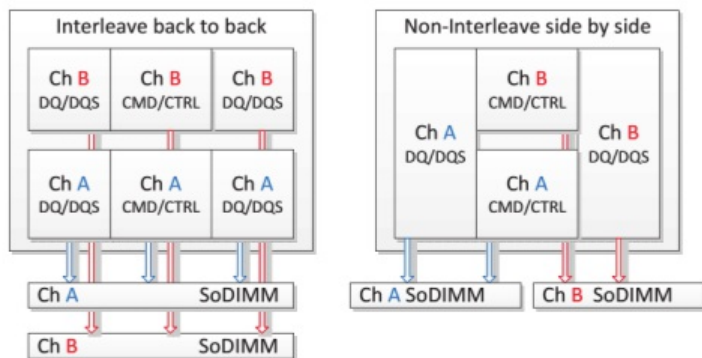 Interleave back to back
Ch B
DQ/DQS
Ch B
CMD/CTRL
Ch B
DQ/DQS
Ch A
DQ/DQS
Ch A
CMD/CTRL
Ch A
DQ/DQS
Ch A SoDIMM
Ch B SoDIMM
Non-Interleave side by side
Ch A
DQ/DQS
Ch B
CMD/CTRL
Ch A
CMD/CTRL
Ch B
DQ/DQS
Ch A SoDIMM
Ch B SoDIMM